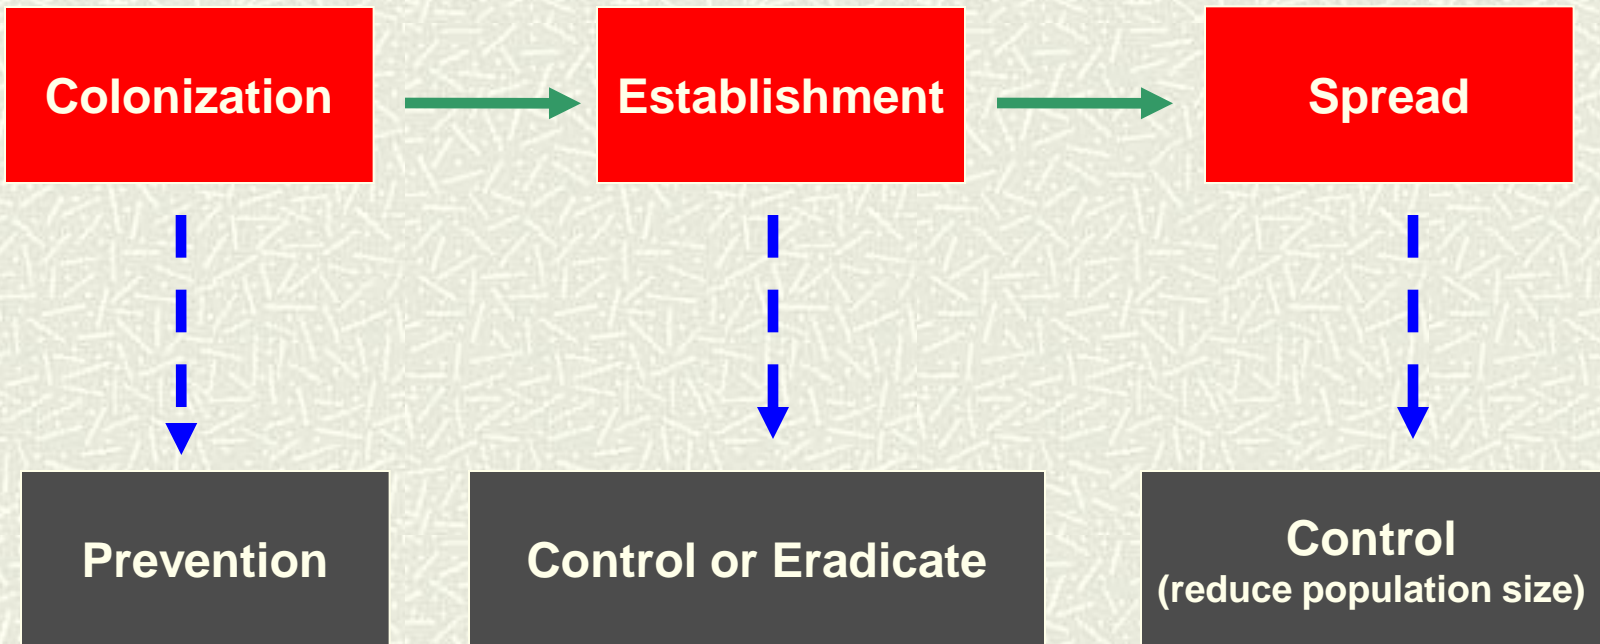 Colonization
Establishment
Spread
Prevention
Control or Eradicate
Control
(reduce population size)